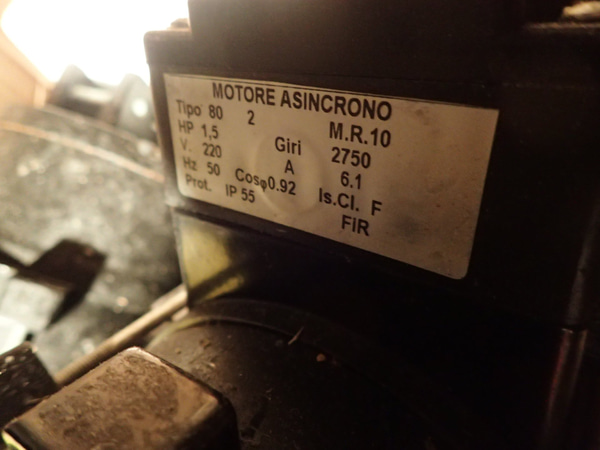 MOTORE ASINCRONO
Tipo 80 2 M.R.10
HP 1,5 Giri 2750
V. 220 A 6.1
Hz 50 Cosφ0.92 Is.Cl. F
Prot. IP 55 FIR